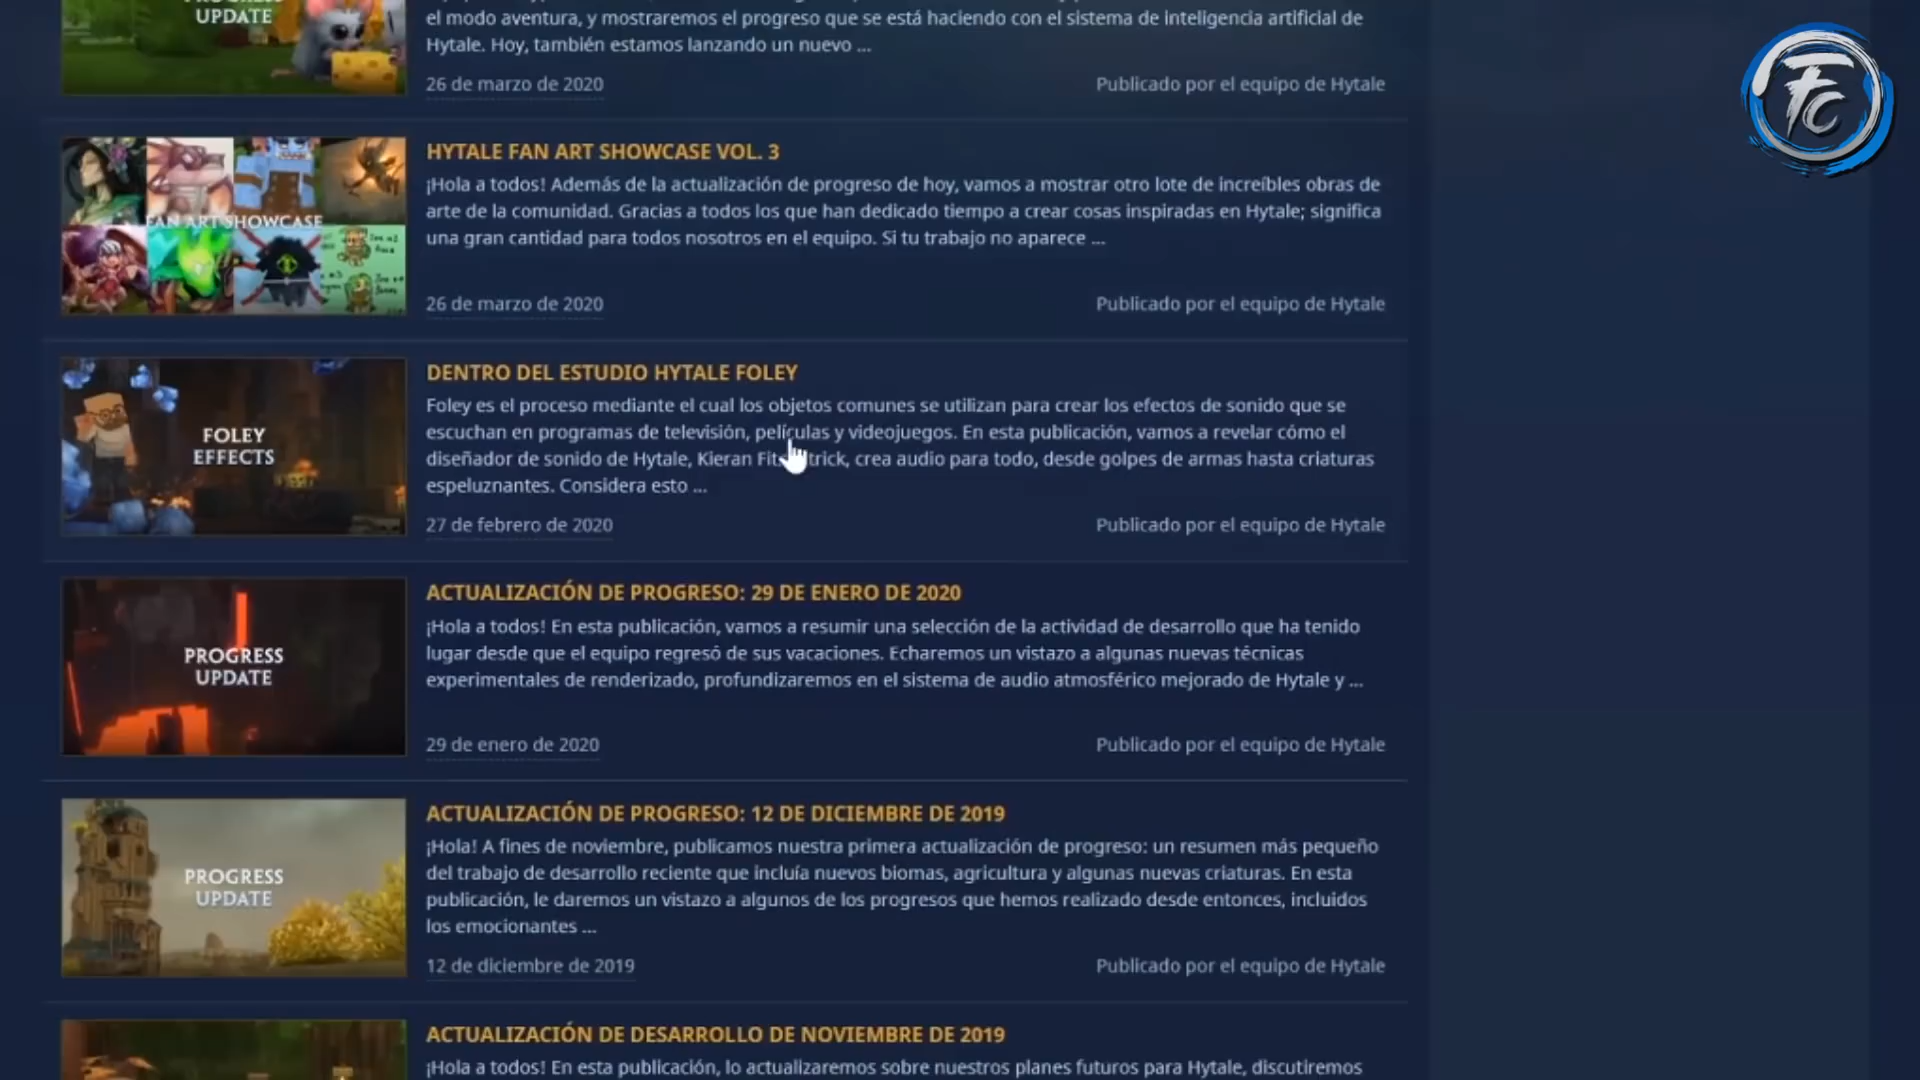 UPDATE
el modo aventura, y mostraremos el progreso que se está haciendo con el sistema de inteligencia artificial de
Hytale. Hoy, también estamos lanzando un nuevo ...
26 de marzo de 2020
Publicado por el equipo de Hytale
FC
FAN ART SHOWCASE
HYTALE FAN ART SHOWCASE VOL. 3
¡Hola a todos! Además de la actualización de progreso de hoy, vamos a mostrar otro lote de increíbles obras de
arte de la comunidad. Gracias a todos los que han dedicado tiempo a crear cosas inspiradas en Hytale; significa
una gran cantidad para todos nosotros en el equipo. Si tu trabajo no aparece ...
26 de marzo de 2020
Publicado por el equipo de Hytale
FOLEY
EFFECTS
DENTRO DEL ESTUDIO HYTALE FOLEY
Foley es el proceso mediante el cual los objetos comunes se utilizan para crear los efectos de sonido que se
escuchan en programas de televisión, películas y videojuegos. En esta publicación, vamos a revelar cómo el
diseñador de sonido de Hytale, Kieran crea audio para todo, desde golpes de armas hasta criaturas
espeluznantes. Considera esto ...
27 de febrero de 2020
Publicado por el equipo de Hytale
PROGRESS
UPDATE
ACTUALIZACIÓN DE PROGRESO: 29 DE ENERO DE 2020
¡Hola a todos! En esta publicación, vamos a resumir una selección de la actividad de desarrollo que ha tenido
lugar desde que el equipo regresó de sus vacaciones. Echaremos un vistazo a algunas nuevas técnicas
experimentales de renderizado, profundizaremos en el sistema de audio atmosférico mejorado de Hytale y ...
29 de enero de 2020
Publicado por el equipo de Hytale
PROGRESS
UPDATE
ACTUALIZACIÓN DE PROGRESO: 12 DE DICIEMBRE DE 2019
¡Hola! A fines de noviembre, publicamos nuestra primera actualización de progreso: un resumen más pequeño
del trabajo de desarrollo reciente que incluía nuevos biomas, agricultura y algunas nuevas criaturas. En esta
publicación, le daremos un vistazo a algunos de los progresos que hemos realizado desde entonces, incluidos
los emocionantes ...
12 de diciembre de 2019
Publicado por el equipo de Hytale
ACTUALIZACIÓN DE DESARROLLO DE NOVIEMBRE DE 2019
¡Hola a todos! En esta publicación, lo actualizaremos sobre nuestros planes futuros para Hytale, discutiremos